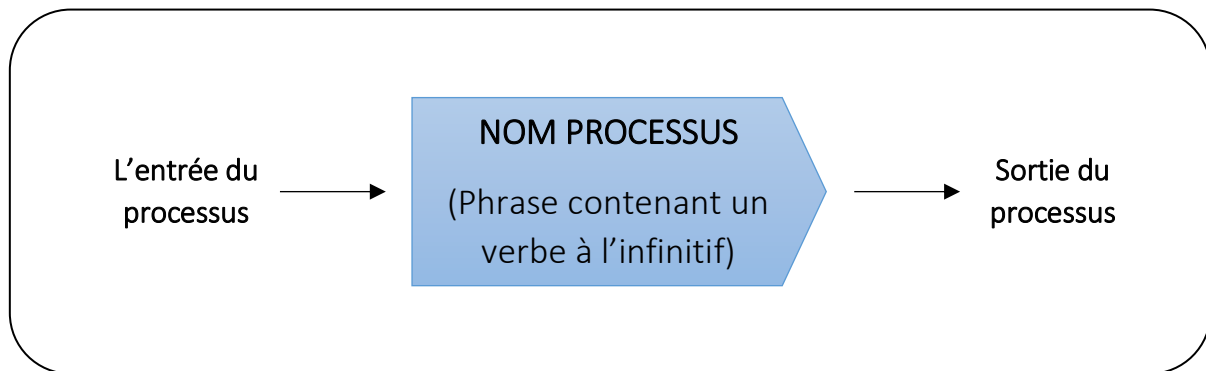 L’entrée du
processus
NOM PROCESSUS
(Phrase contenant un
verbe à l’infinitif)
Sortie du
processus